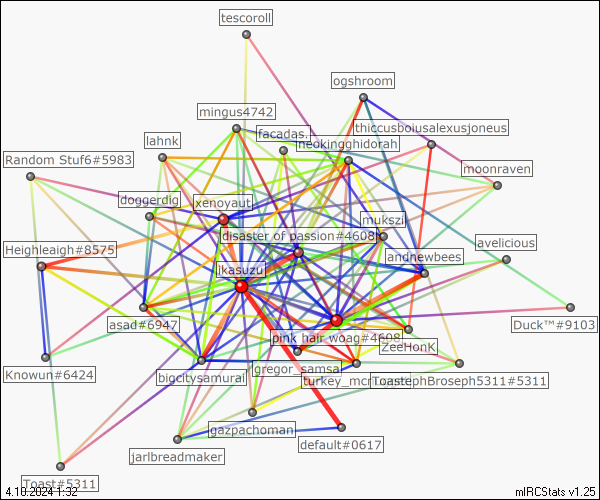 tescoroll
ogshroom
mingus4742
thiccusboiusalexusjoneus
facadas.
neokingghidorah
lahnk
Random Stuf6#5983
moonraven
doggerdig
xenoyaut
mukszi
disaster of passion#4608
avelicious
Heighleaigh#8575
andnewbees
ikasuzu
asad#6947
Duck™#9103
pink hair woag#4609
ZeeHonK
Knowun#6424
bigcitysamurai
gregor_samsa
turkey_mc
ToastephBroseph5311#5311
gazpachoman
default#0617
jarlbreadmaker
Toast#5311
4.10.2024 1:32
mIRCStats v1.25